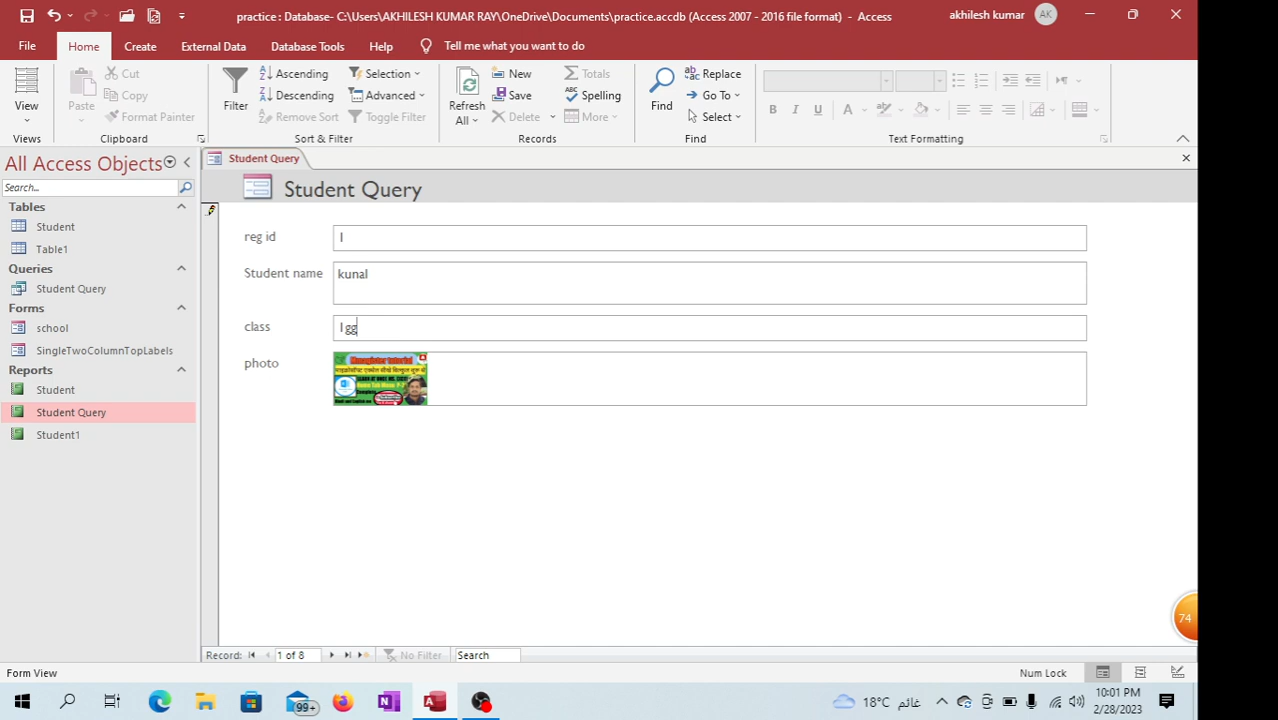 practice : Database- C:\Users\AKHILESH KUMAR RAY\OneDrive\Documents\practice.accdb (Access 2007 - 2016 file format) - Access
akhilesh kumar AK
File Home Create External Data Database Tools Help Tell me what you want to do
View
Views
Paste
Cut
Copy
Format Painter
Clipboard
Filter
Ascending
Descending
Remove Sort
Selection
Advanced
Toggle Filter
Sort & Filter
Refresh
All
New
Save
Delete
Totals
Spelling
More
Records
Find
Replace
Go To
Select
Find
Text Formatting
All Access Objects
Search...
Tables
Student
Table1
Queries
Student Query
Forms
school
SingleTwoColumnTopLabels
Reports
Student
Student Query
Student1
Student Query
Student Query
reg id 1
Student name kunal
class 1gg
photo
Mmagister tutorial
Record: 1 of 8 No Filter Search
Form View Num Lock
74
99+
18°C غائم
10:01 PM
2/28/2023